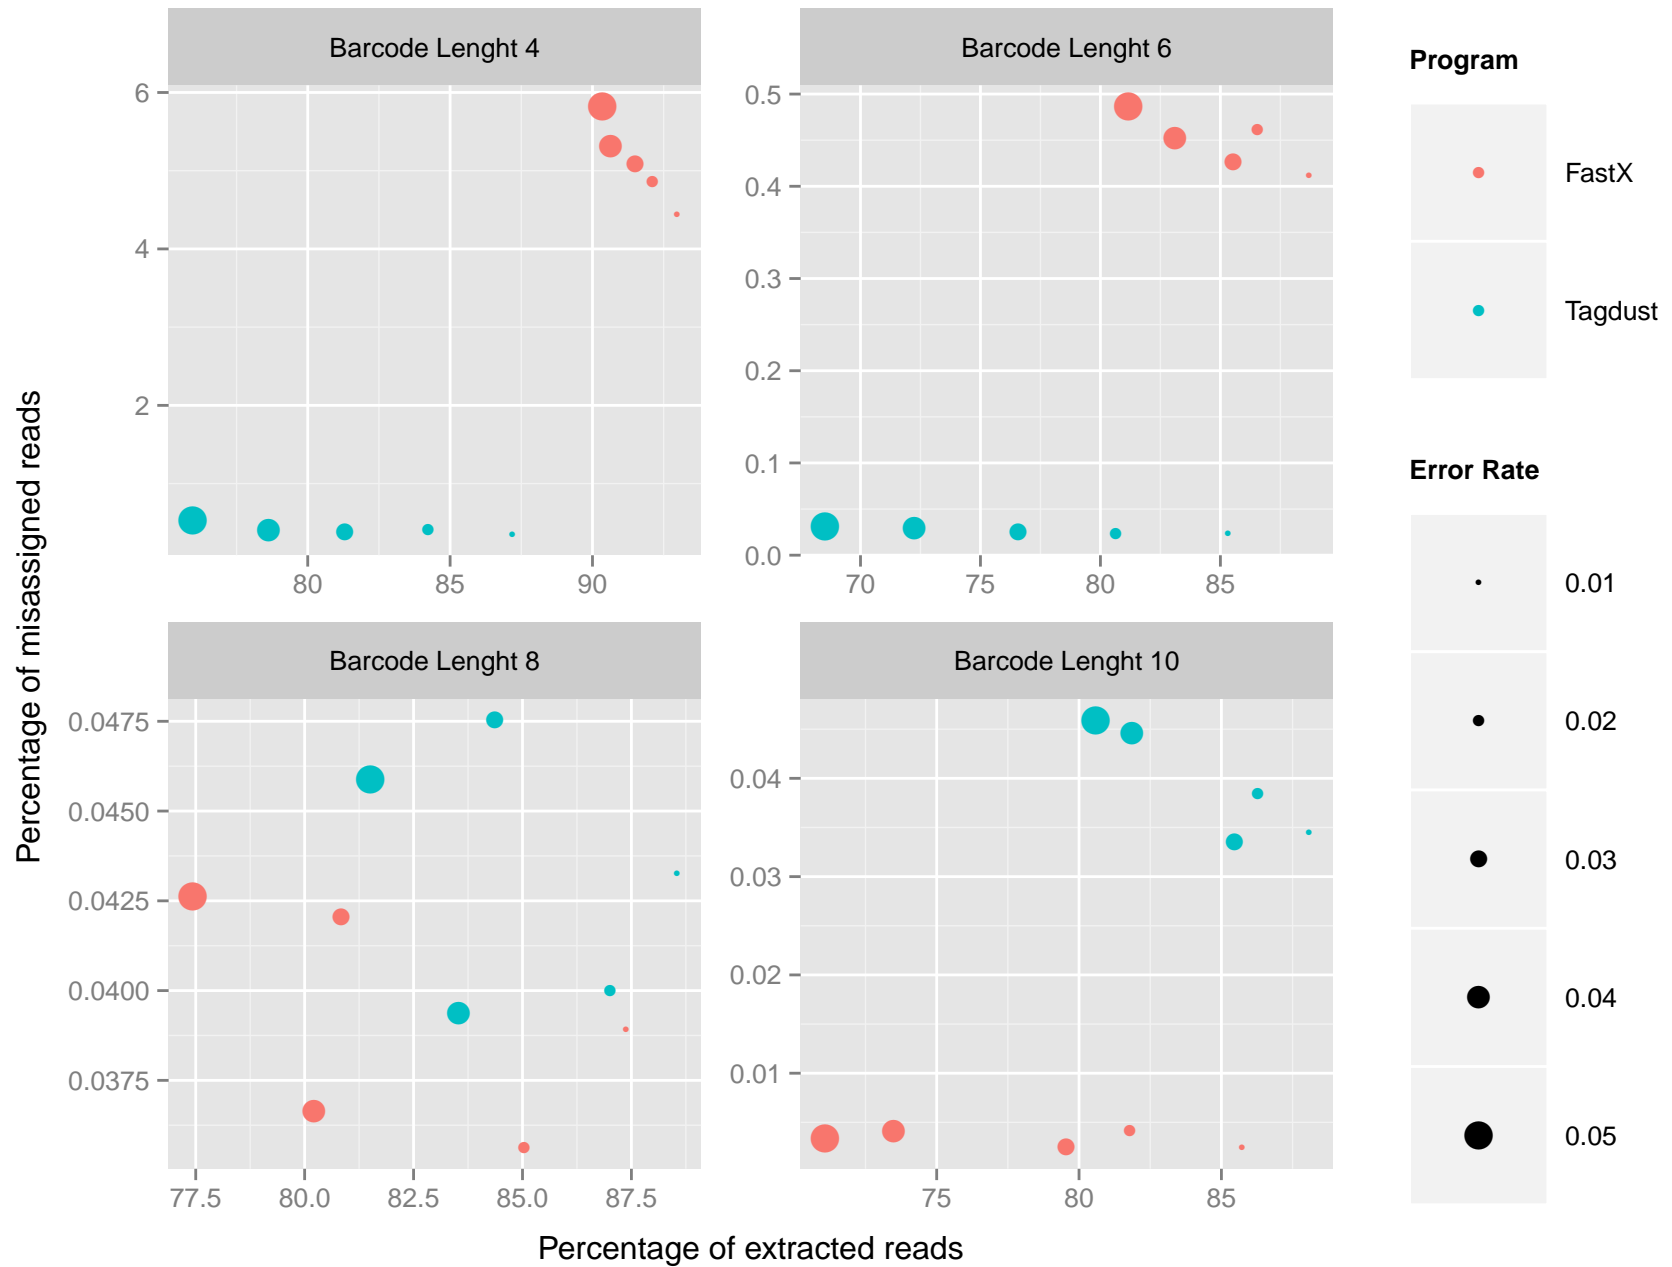 Barcode Lenght 4
Barcode Lenght 6
6
4
2
80 85 90
0.5
0.4
0.3
0.2
0.1
0.0
70 75 80 85
Barcode Lenght 8
Barcode Lenght 10
0.0475
0.0450
0.0425
0.0400
0.0375
77.5 80.0 82.5 85.0 87.5
0.04
0.03
0.02
0.01
75 80 85
Percentage of misassigned reads
Percentage of extracted reads
Program
FastX
Tagdust
Error Rate
0.01
0.02
0.03
0.04
0.05